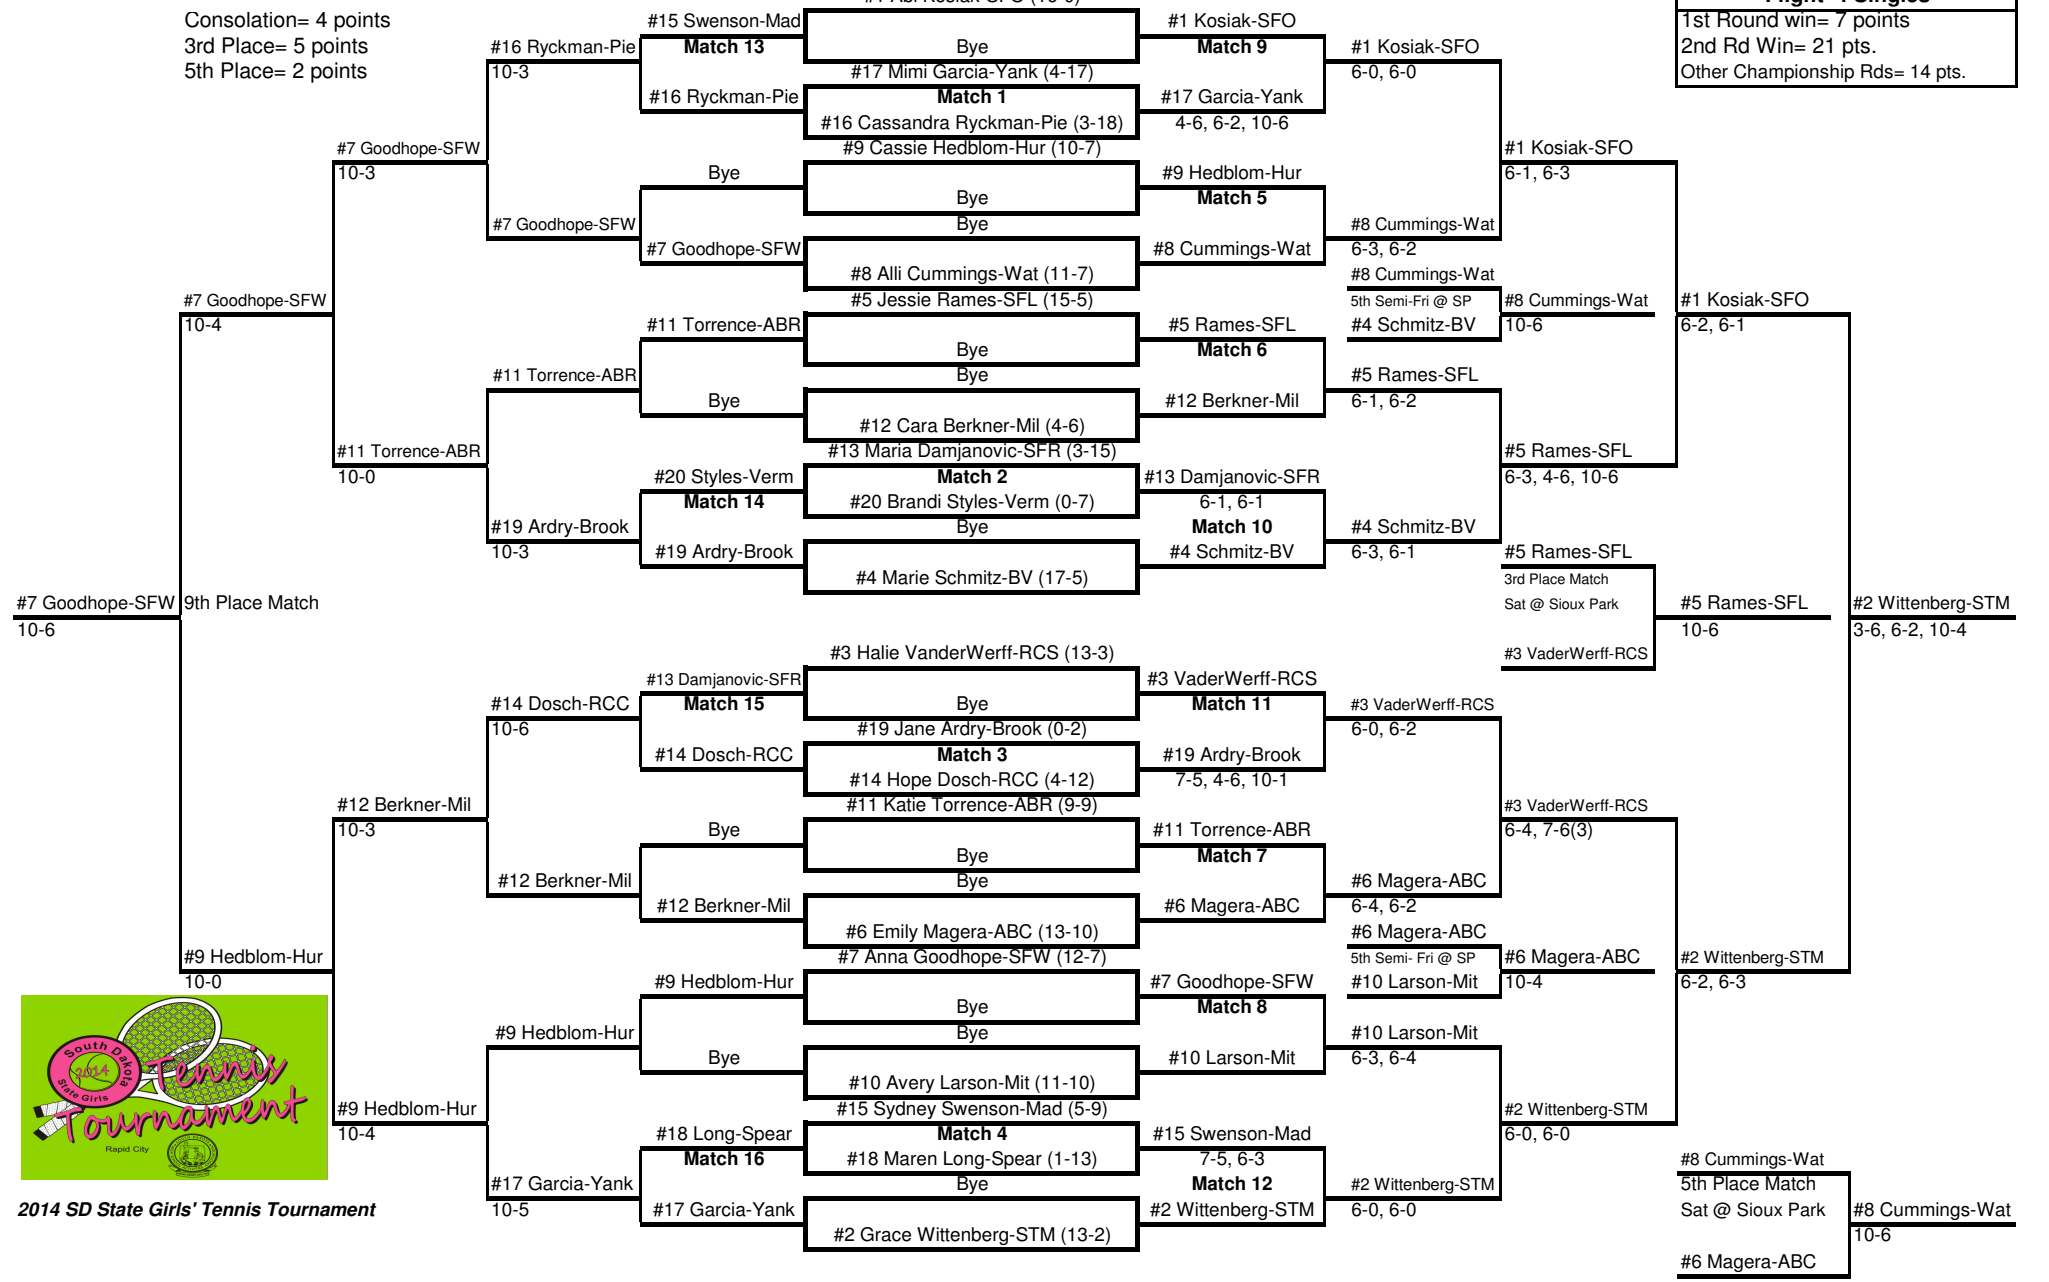 Consolation= 4 points
3rd Place= 5 points
5th Place= 2 points
1st Round win= 7 points
2nd Rd Win= 21 pts.
Other Championship Rds= 14 pts.
#7 Goodhope-SFW
10-6
9th Place Match
#7 Goodhope-SFW
10-4
#9 Hedblom-Hur
10-0
#7 Goodhope-SFW
10-3
#11 Torrence-ABR
10-0
#12 Berkner-Mil
10-3
#9 Hedblom-Hur
10-4
#16 Ryckman-Pie
10-3
#7 Goodhope-SFW
#11 Torrence-ABR
#19 Ardry-Brook
10-3
#14 Dosch-RCC
10-6
#12 Berkner-Mil
#9 Hedblom-Hur
#17 Garcia-Yank
10-5
#15 Swenson-Mad
Match 13
#16 Ryckman-Pie
Bye
#7 Goodhope-SFW
#11 Torrence-ABR
Bye
#20 Styles-Verm
Match 14
#19 Ardry-Brook
#13 Damjanovic-SFR
Match 15
#14 Dosch-RCC
Bye
#12 Berkner-Mil
#9 Hedblom-Hur
Bye
#18 Long-Spear
Match 16
#17 Garcia-Yank
Bye
#17 Mimi Garcia-Yank (4-17)
Match 1
#16 Cassandra Ryckman-Pie (3-18)
#9 Cassie Hedblom-Hur (10-7)
Bye
Bye
#8 Alli Cummings-Wat (11-7)
#5 Jessie Rames-SFL (15-5)
Bye
Bye
#12 Cara Berkner-Mil (4-6)
#13 Maria Damjanovic-SFR (3-15)
Match 2
#20 Brandi Styles-Verm (0-7)
Bye
#4 Marie Schmitz-BV (17-5)
#3 Halie VanderWerff-RCS (13-3)
Bye
#19 Jane Ardry-Brook (0-2)
Match 3
#14 Hope Dosch-RCC (4-12)
#11 Katie Torrence-ABR (9-9)
Bye
Bye
#6 Emily Magera-ABC (13-10)
#7 Anna Goodhope-SFW (12-7)
Bye
Bye
#10 Avery Larson-Mit (11-10)
#15 Sydney Swenson-Mad (5-9)
Match 4
#18 Maren Long-Spear (1-13)
Bye
#2 Grace Wittenberg-STM (13-2)
#1 Kosiak-SFO
Match 9
#17 Garcia-Yank
4-6, 6-2, 10-6
#9 Hedblom-Hur
Match 5
#8 Cummings-Wat
#5 Rames-SFL
Match 6
#12 Berkner-Mil
#13 Damjanovic-SFR
6-1, 6-1
Match 10
#4 Schmitz-BV
#3 VaderWerff-RCS
Match 11
#19 Ardry-Brook
7-5, 4-6, 10-1
#11 Torrence-ABR
Match 7
#6 Magera-ABC
#7 Goodhope-SFW
Match 8
#10 Larson-Mit
#15 Swenson-Mad
7-5, 6-3
Match 12
#2 Wittenberg-STM
#1 Kosiak-SFO
6-0, 6-0
#8 Cummings-Wat
6-3, 6-2
#8 Cummings-Wat
5th Semi-Fri @ SP
#4 Schmitz-BV
#8 Cummings-Wat
10-6
#5 Rames-SFL
6-1, 6-2
#4 Schmitz-BV
6-3, 6-1
#3 VaderWerff-RCS
6-0, 6-2
#6 Magera-ABC
6-4, 6-2
#6 Magera-ABC
5th Semi- Fri @ SP
#10 Larson-Mit
#6 Magera-ABC
10-4
#10 Larson-Mit
6-3, 6-4
#2 Wittenberg-STM
6-0, 6-0
#1 Kosiak-SFO
6-1, 6-3
#5 Rames-SFL
6-3, 4-6, 10-6
#5 Rames-SFL
3rd Place Match
Sat @ Sioux Park
#3 VaderWerff-RCS
#5 Rames-SFL
10-6
#3 VaderWerff-RCS
6-4, 7-6(3)
#2 Wittenberg-STM
6-0, 6-0
#1 Kosiak-SFO
6-2, 6-1
#2 Wittenberg-STM
6-2, 6-3
#2 Wittenberg-STM
3-6, 6-2, 10-4
#8 Cummings-Wat
5th Place Match
Sat @ Sioux Park
#6 Magera-ABC
#8 Cummings-Wat
10-6
South Dakota
2014
State Girls
Tennis
Tournament
Rapid City
2014 SD State Girls' Tennis Tournament